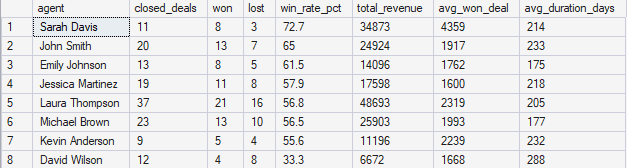 agent closed_deals won lost win_rate_pct total_revenue avg_won_deal avg_duration_days
1 Sarah Davis 11 8 3 72.7 34873 4359 214
2 John Smith 20 13 7 65 24924 1917 233
3 Emily Johnson 13 8 5 61.5 14096 1762 175
4 Jessica Martinez 19 11 8 57.9 17598 1600 218
5 Laura Thompson 37 21 16 56.8 48693 2319 205
6 Michael Brown 23 13 10 56.5 25903 1993 177
7 Kevin Anderson 9 5 4 55.6 11196 2239 232
8 David Wilson 12 4 8 33.3 6672 1668 288